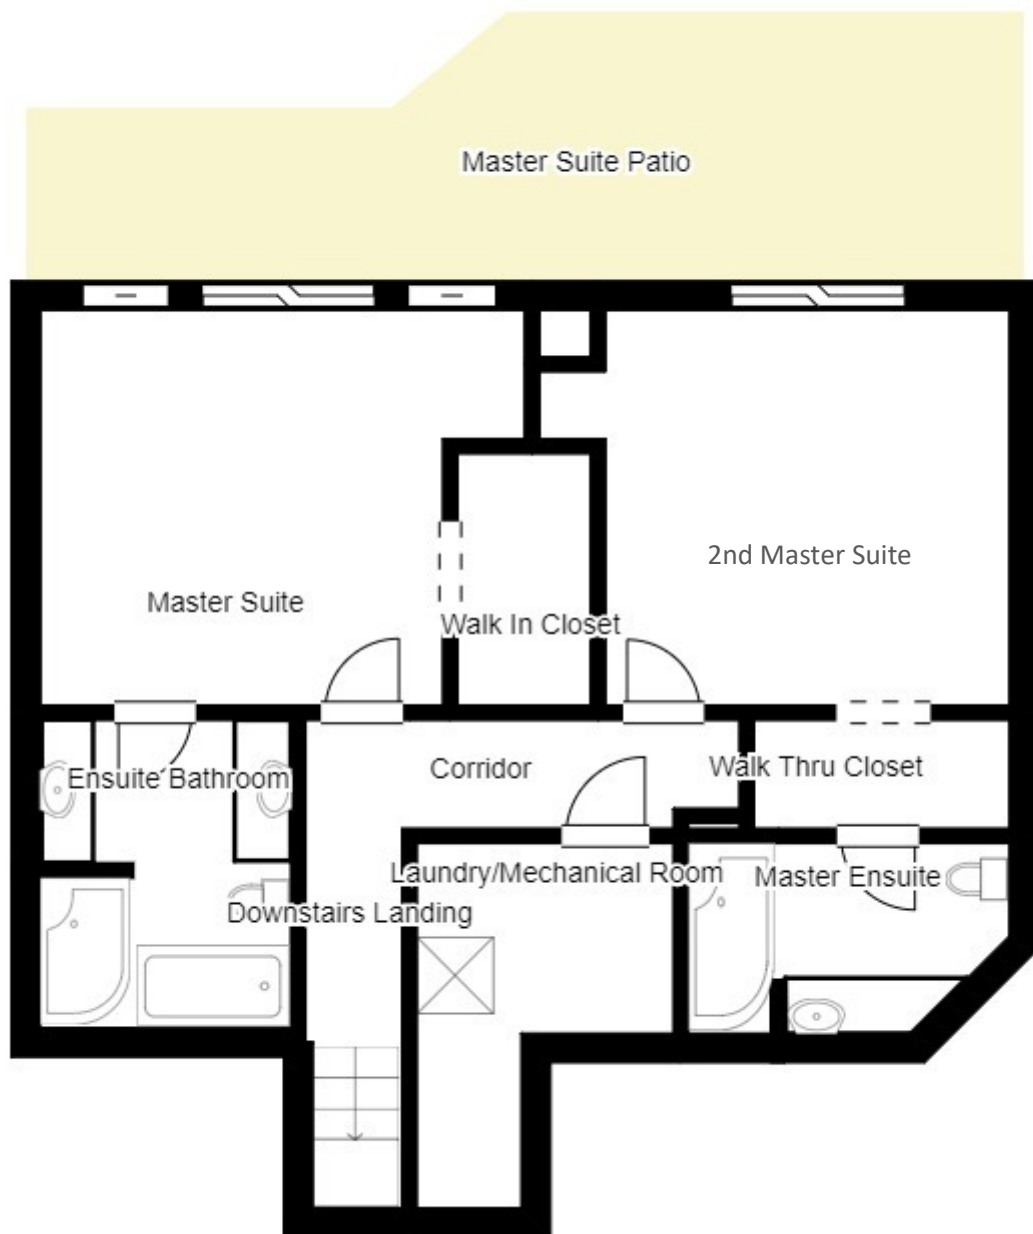 Master Suite Patio
2nd Master Suite
Master Suite
Walk In Closet
Ensuite Bathroom
Corridor
Walk Thru Closet
Laundry/Mechanical Room
Master Ensuite
Downstairs Landing